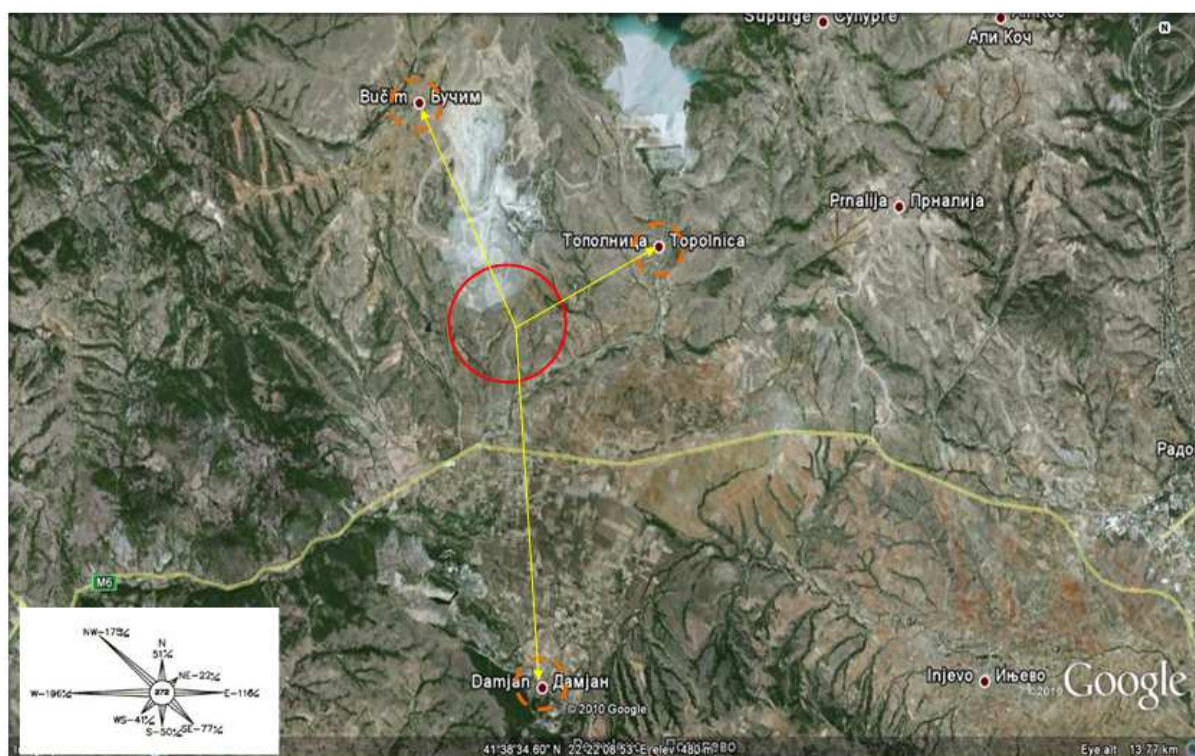 Supurge Супурге
Али Коч
N
Bučim Бучим
Prnalija Прналија
Тополница Topolnica
Радо
M6
Damjan Дамјан
Injevo Ињево
© 2010 Google
©2010 Google
NW-175‰
N
51‰
NE-22‰
W-196‰
272
E-116‰
WS-41‰
S-50‰
SE-77‰
41°38'34.60" N 22°22'08.53" E elev 480 m
Eye alt 13.77 km